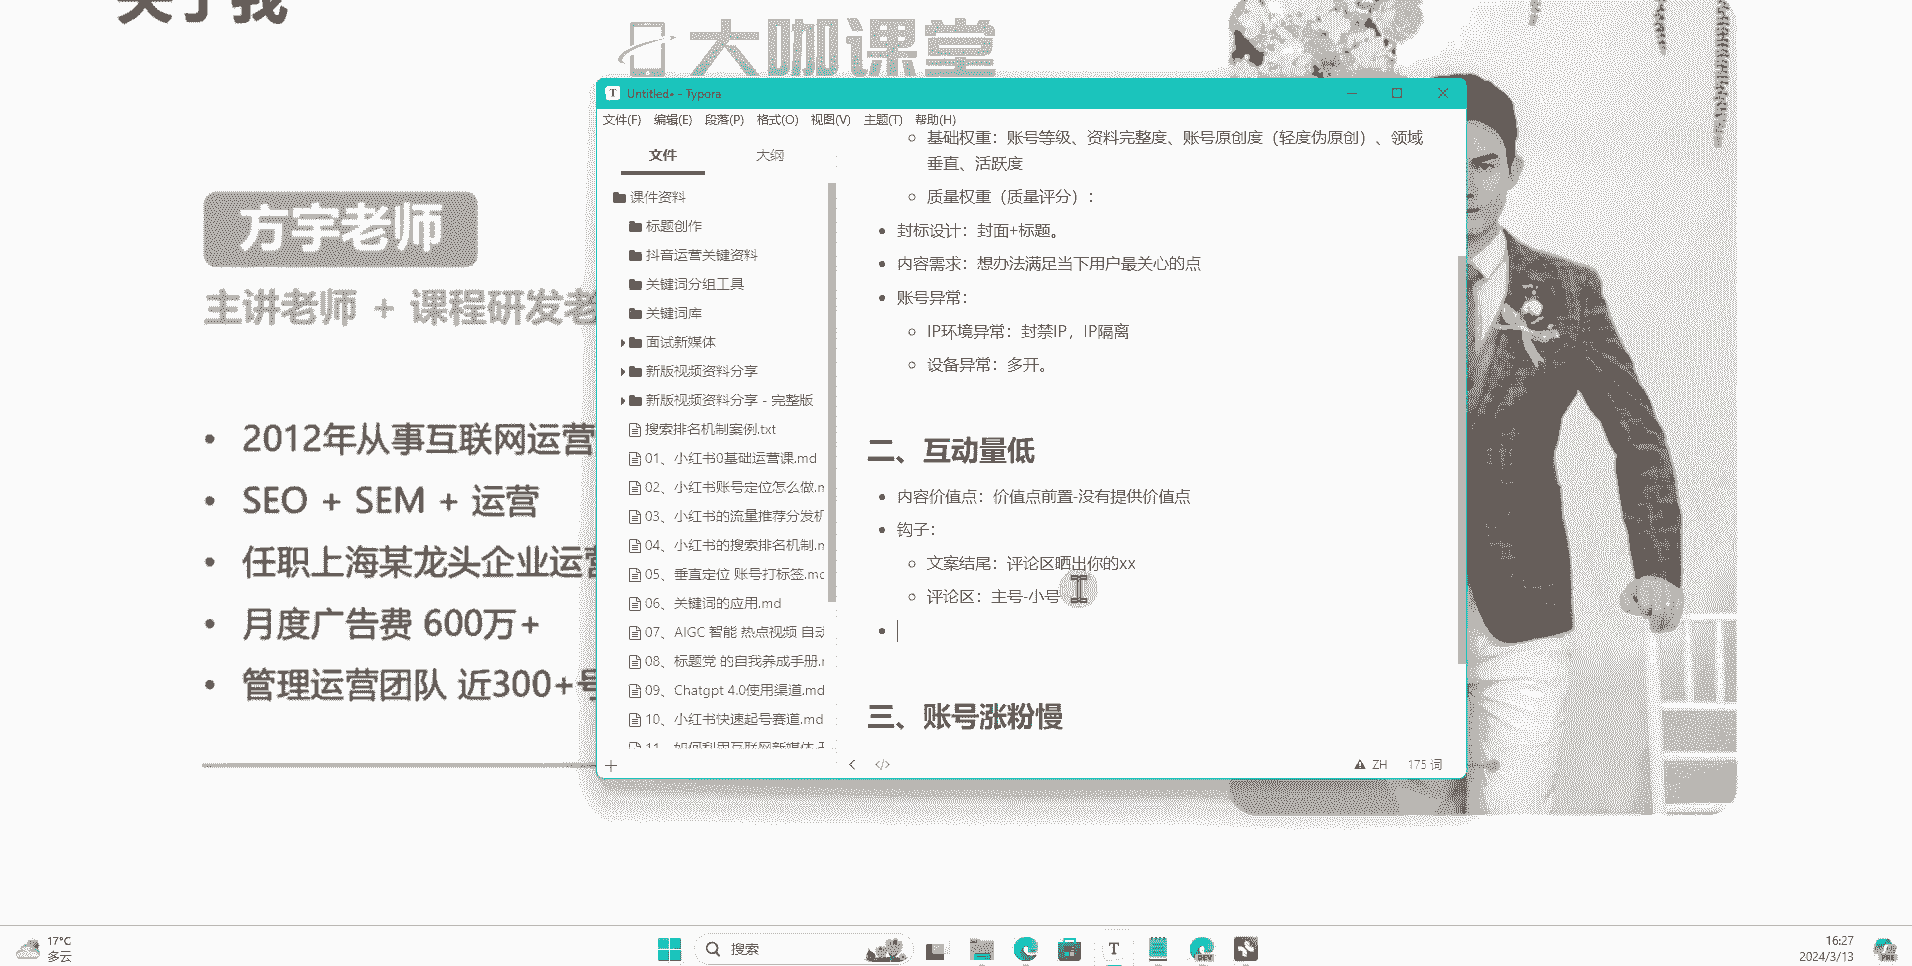 关于我
大咖课堂
方宇老师
主讲老师 + 课程研发老
• 2012年从事互联网运营
• SEO + SEM + 运营
• 任职上海某龙头企业运营
• 月度广告费 600万+
• 管理运营团队 近300+号
T Untitled• - Typora
文件(F) 编辑(E) 段落(P) 格式(O) 视图(V) 主题(T) 帮助(H)
文件 大纲
课件资料
标题创作
抖音运营关键资料
关键词分组工具
关键词库
面试新媒体
新版视频资料分享
新版视频资料分享 - 完整版
搜索排名机制案例.txt
01、小红书0基础运营课.md
02、小红书账号定位怎么做.m
03、小红书的流量推荐分发机
04、小红书的搜索排名机制.m
05、垂直定位 账号打标签.mc
06、关键词的应用.md
07、AIGC 智能 热点视频 自动
08、标题党 的自我养成手册.r
09、Chatgpt 4.0使用渠道.md
10、小红书快速起号赛道.md
11、如何利用互联网新媒体
基础权重：账号等级、资料完整度、账号原创度（轻度伪原创）、领域
垂直、活跃度
质量权重（质量评分）：
• 封标设计：封面+标题。
• 内容需求：想办法满足当下用户最关心的点
• 账号异常：
IP环境异常：封禁IP，IP隔离
设备异常：多开。
二、互动量低
• 内容价值点：价值点前置-没有提供价值点
• 钩子：
文案结尾：评论区晒出你的xx
评论区：主号-小号
三、账号涨粉慢
ZH 175 词
17°C
多云
搜索
T
DEV
16:27
2024/3/13
PRE